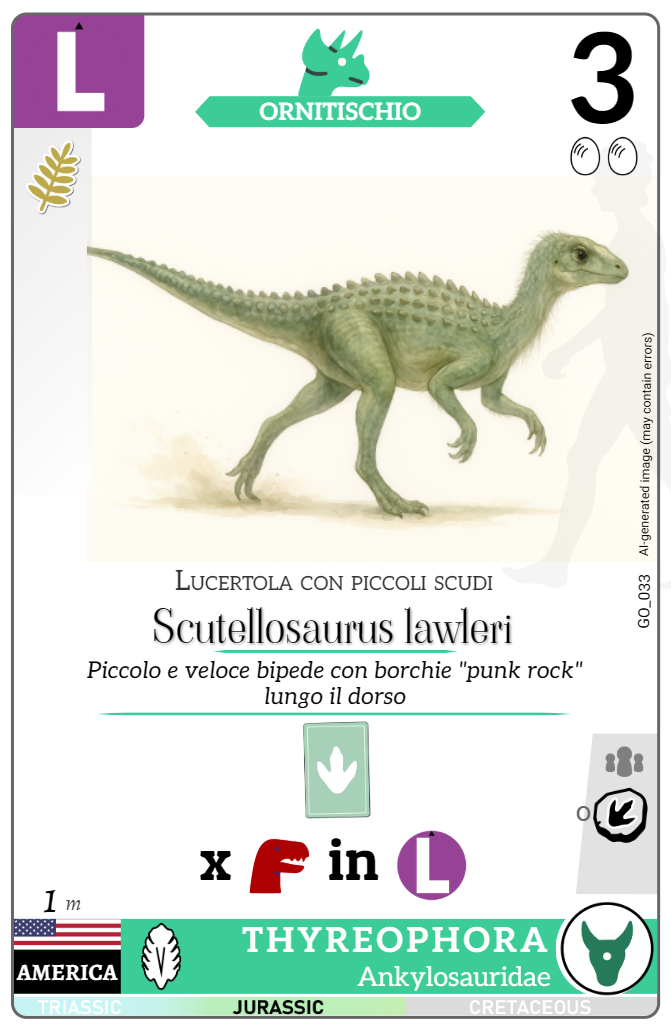 L
ORNITISCHIO
3
AI-generated image (may contain errors)
GO_033
Lucertola con piccoli scudi
Scutellosaurus lawleri
Piccolo e veloce bipede con borchie "punk rock"
lungo il dorso
o
x in L
1 m
AMERICA
THYREOPHORA
Ankylosauridae
TRIASSIC JURASSIC CRETACEOUS